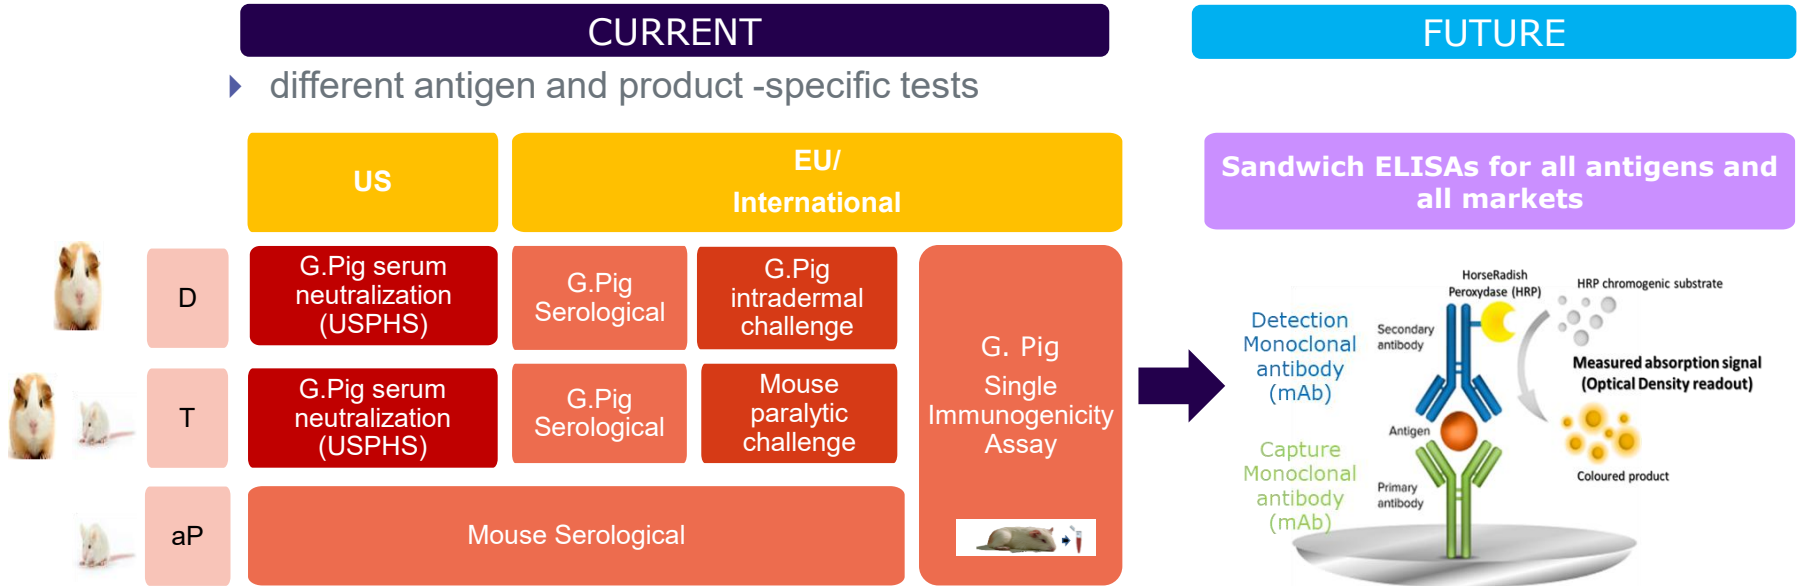 CURRENT
FUTURE
different antigen and product -specific tests
US
EU/
International
Sandwich ELISAs for all antigens and
all markets
D
G.Pig serum
neutralization
(USPHS)
G.Pig
Serological
G.Pig
intradermal
challenge
T
G.Pig serum
neutralization
(USPHS)
G.Pig
Serological
Mouse
paralytic
challenge
aP
Mouse Serological
G. Pig
Single
Immunogenicity
Assay
Detection
Monoclonal
antibody
(mAb)
Capture
Monoclonal
antibody
(mAb)
HorseRadish
Peroxydase (HRP)
HRP chromogenic substrate
Secondary
antibody
Measured absorption signal
(Optical Density readout)
Antigen
Coloured product
Primary
antibody